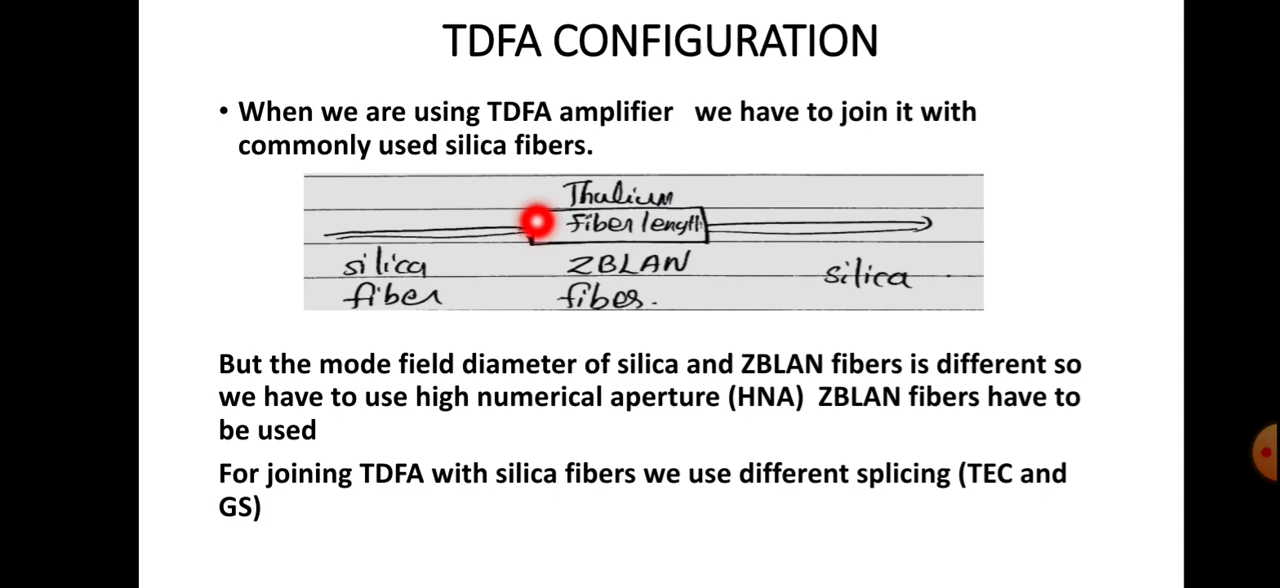 TDFA CONFIGURATION
• When we are using TDFA amplifier we have to join it with
commonly used silica fibers.
Thalium
Fiber length
silica
fiber
ZBLAN
fiber.
silica
But the mode field diameter of silica and ZBLAN fibers is different so
we have to use high numerical aperture (HNA) ZBLAN fibers have to
be used
For joining TDFA with silica fibers we use different splicing (TEC and
GS)